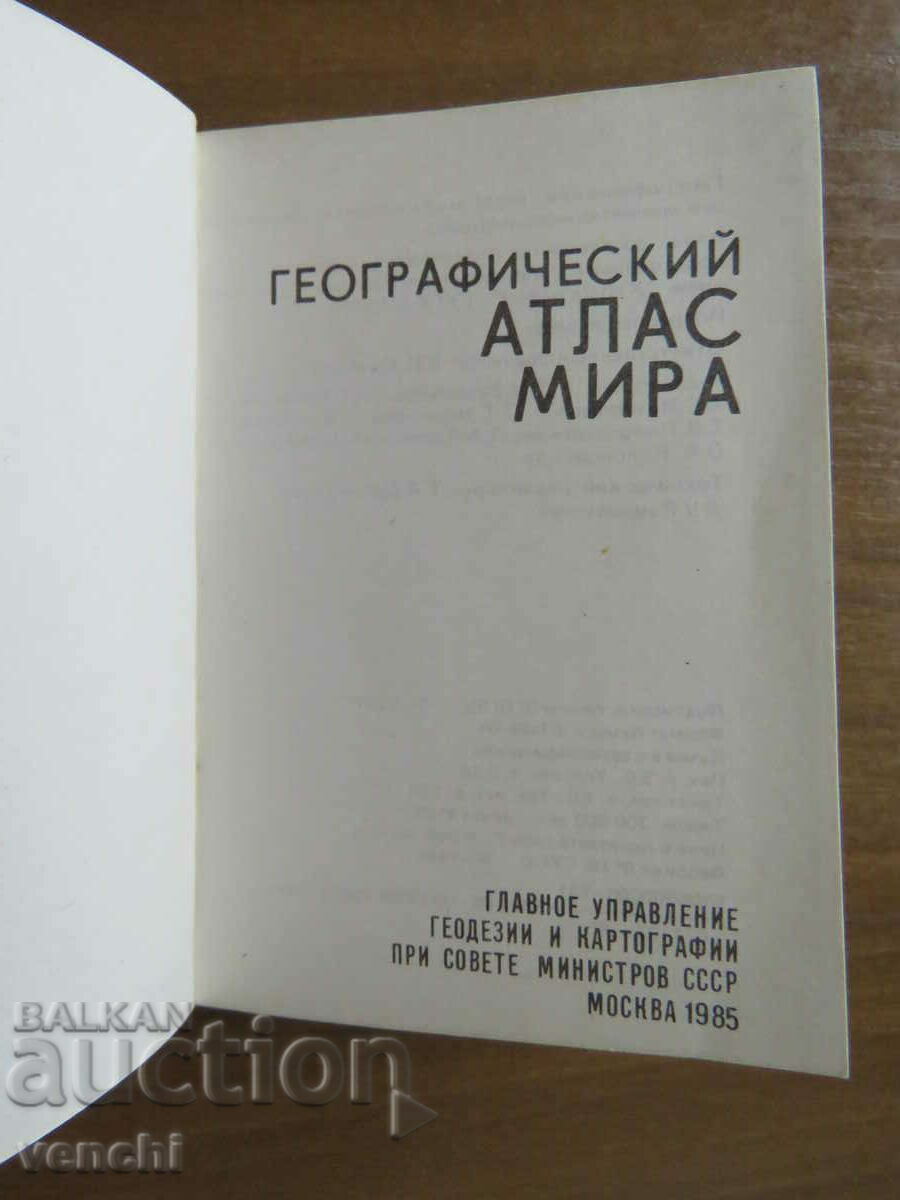 ГЕОГРАФИЧЕСКИЙ
АТЛАС
МИРА
ГЛАВНОЕ УПРАВЛЕНИЕ
ГЕОДЕЗИИ И КАРТОГРАФИИ
ПРИ СОВЕТЕ МИНИСТРОВ СССР
МОСКВА 1985
BALKAN
auction
venchi